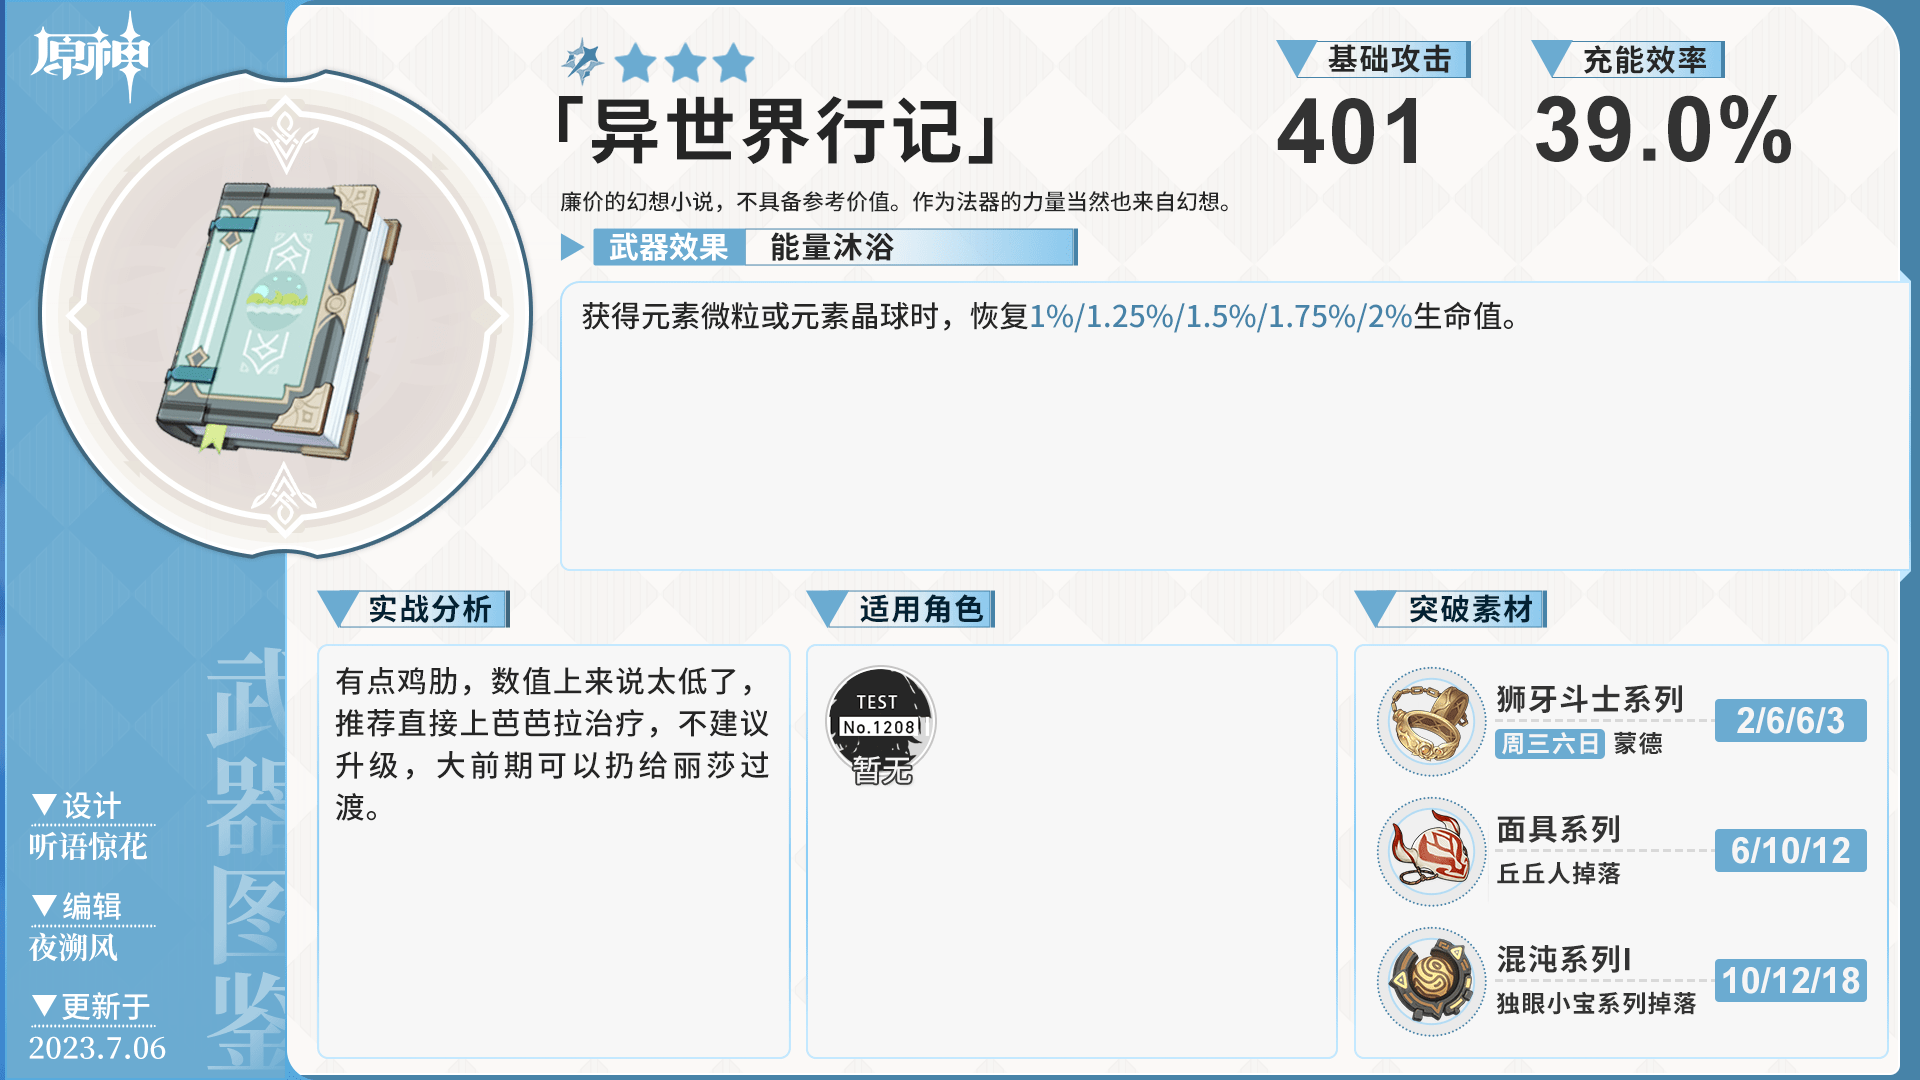 原神
「异世界行记」
基础攻击
401
充能效率
39.0%
廉价的幻想小说，不具备参考价值。作为法器的力量当然也来自幻想。
武器效果
能量沐浴
获得元素微粒或元素晶球时，恢复1%/1.25%/1.5%/1.75%/2%生命值。
实战分析
有点鸡肋，数值上来说太低了，
推荐直接上芭芭拉治疗，不建议
升级，大前期可以扔给丽莎过
渡。
适用角色
TEST
No.1208
暂无
突破素材
狮牙斗士系列
周三六日
蒙德
2/6/6/3
面具系列
丘丘人掉落
6/10/12
混沌系列I
独眼小宝系列掉落
10/12/18
武器图鉴
▼设计
听语惊花
▼编辑
夜溯风
▼更新于
2023.7.06